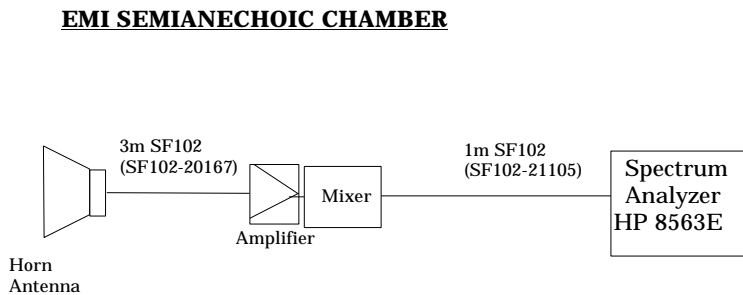 EMI SEMIANECHOIC CHAMBER
3m SF102
(SF102-20167)
1m SF102
(SF102-21105)
Spectrum
Analyzer
HP 8563E
Mixer
Amplifier
Horn
Antenna